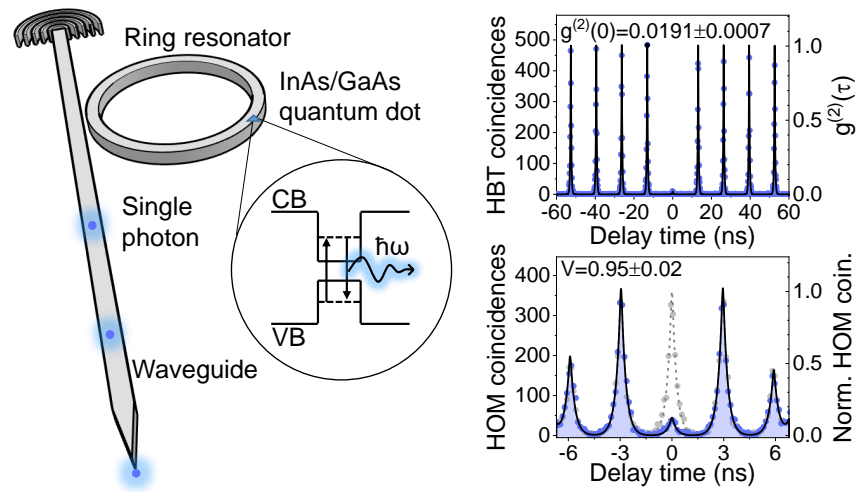 Ring resonator
InAs/GaAs
quantum dot
Single
photon
CB
ħω
VB
Waveguide
g⁽²⁾(0)=0.0191±0.0007
HBT coincidences
500
400
300
200
100
0
1.0
0.5
0.0
g⁽²⁾(τ)
-60 -40 -20 0 20 40 60
Delay time (ns)
V=0.95±0.02
HOM coincidences
400
300
200
100
0
1.0
0.5
0.0
Norm. HOM coin.
-6 -3 0 3 6
Delay time (ns)